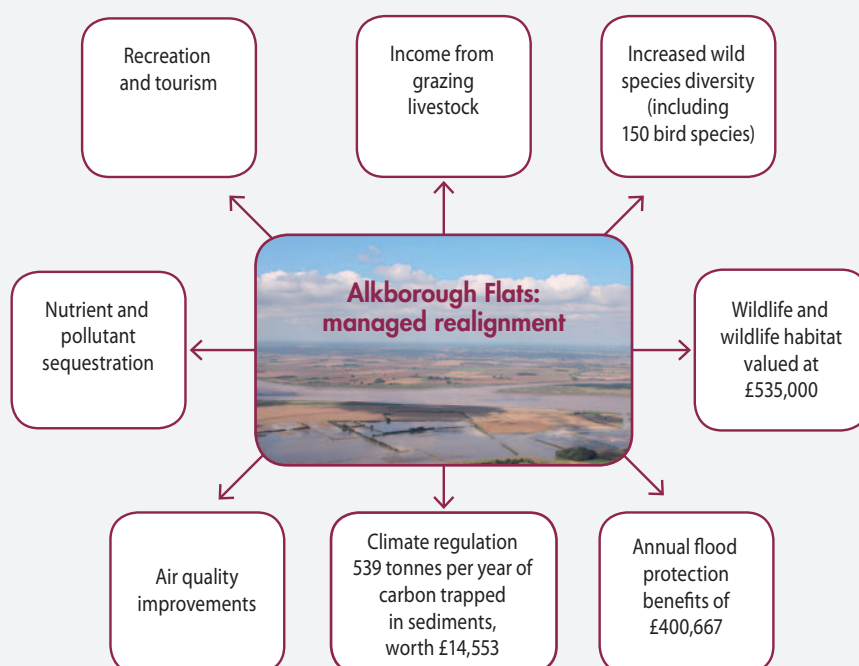 Recreation
and tourism
Income from
grazing
livestock
Increased wild
species diversity
(including
150 bird species)
Alkborough Flats:
managed realignment
Nutrient and
pollutant
sequestration
Wildlife and
wildlife habitat
valued at
£535,000
Air quality
improvements
Climate regulation
539 tonnes per year of
carbon trapped
in sediments,
worth £14,553
Annual flood
protection
benefits of
£400,667